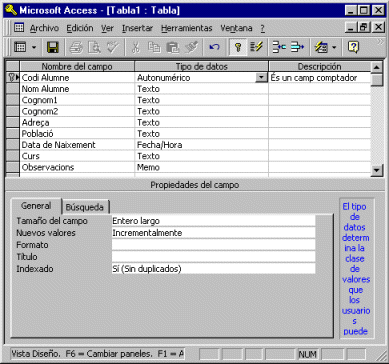 Microsoft Access - [Tabla1 : Tabla]
Archivo Edición Ver Insertar Herramientas Ventana ?
Nombre del campo Tipo de datos Descripción
Codi Alumne Autonumérico És un camp comptador
Nom Alumne Texto
Cognom1 Texto
Cognom2 Texto
Adreça Texto
Població Texto
Data de Naixement Fecha/Hora
Curs Texto
Observacions Memo
Propiedades del campo
General Búsqueda
Tamaño del campo Entero largo
Nuevos valores Incrementalmente
Formato
Título
Indexado Sí (Sin duplicados)
El tipo
de
datos
determ
ina la
clase
de
valores
que
los
usuario
s
puede
Vista Diseño. F6 = Cambiar paneles. F1 = A
NUM